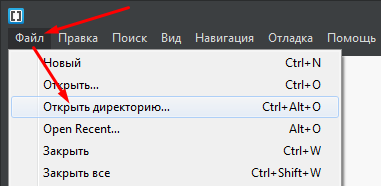 Файл Правка Поиск Вид Навигация Отладка Помощь
Новый Ctrl+N
Открыть... Ctrl+O
Открыть директорию... Ctrl+Alt+O
Open Recent... Alt+O
Закрыть Ctrl+W
Закрыть все Ctrl+Shift+W